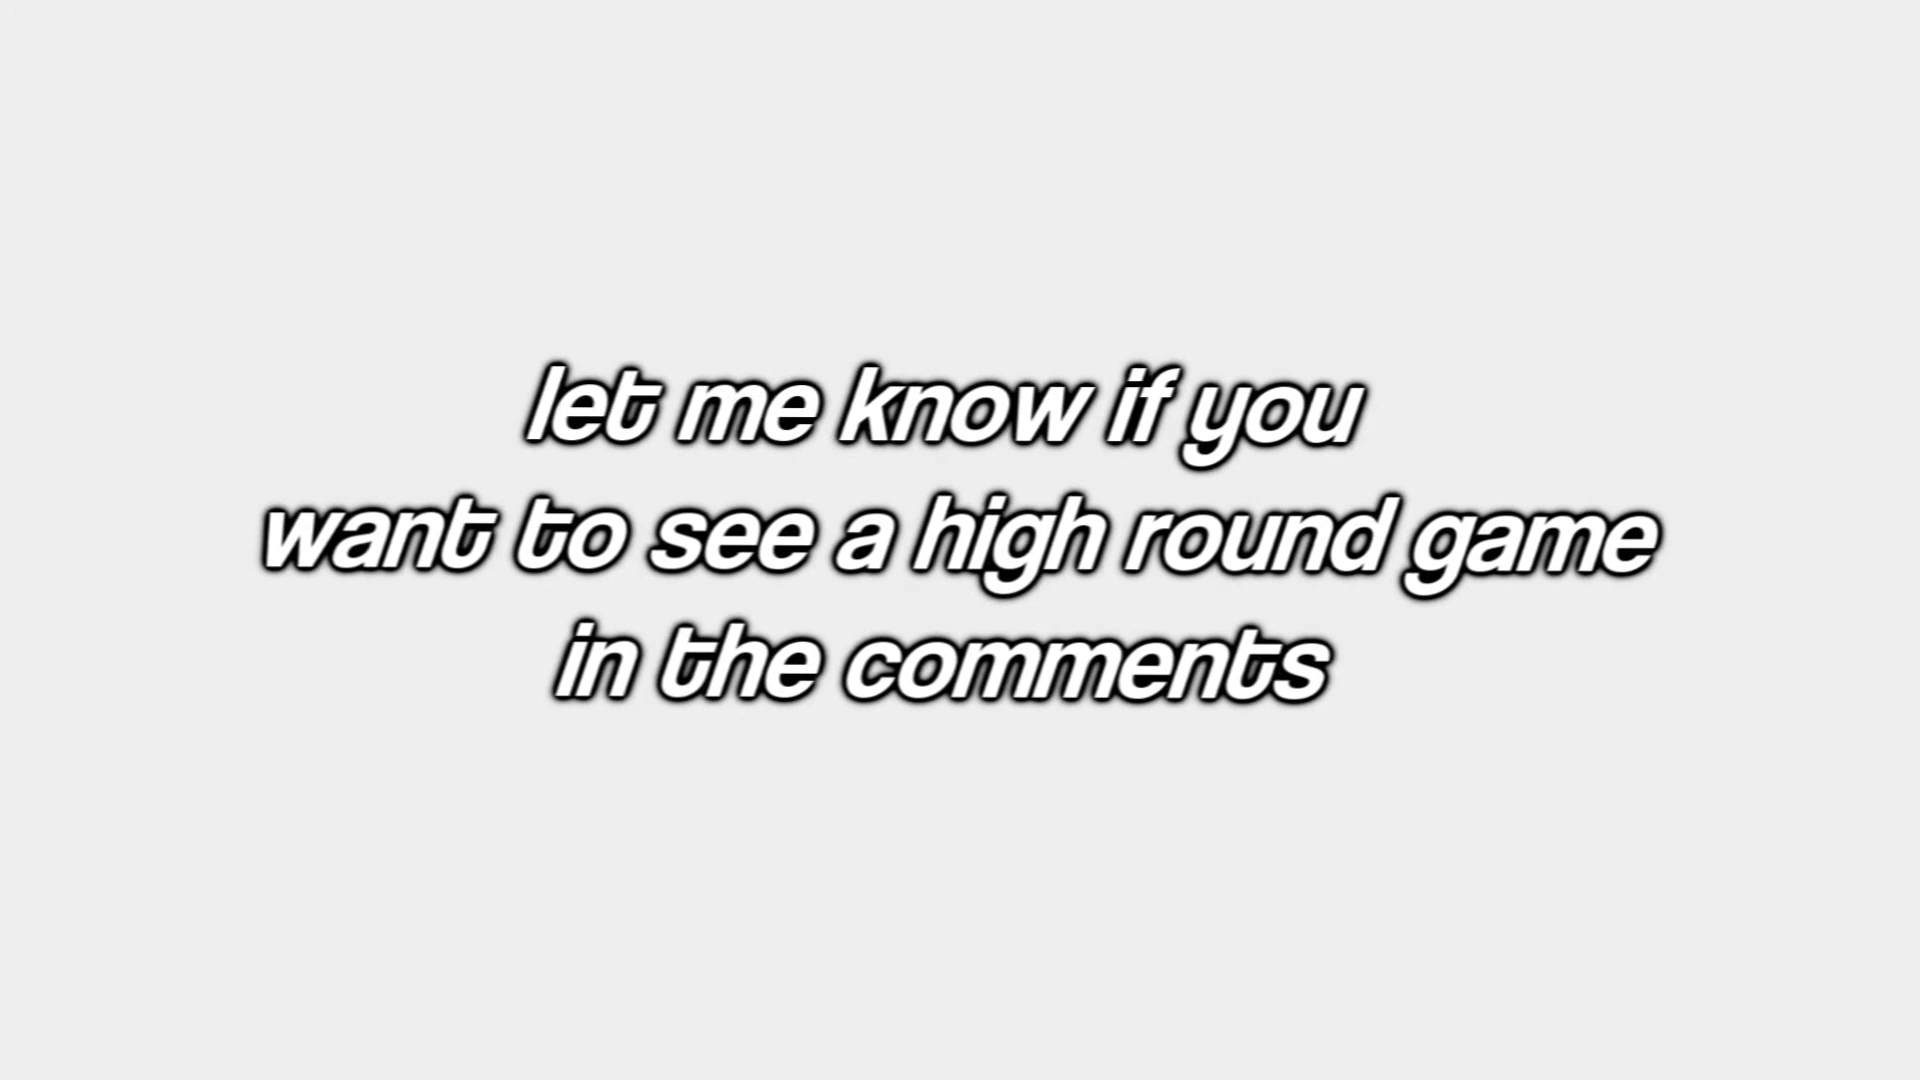 let me know if you
want to see a high round game
in the comments